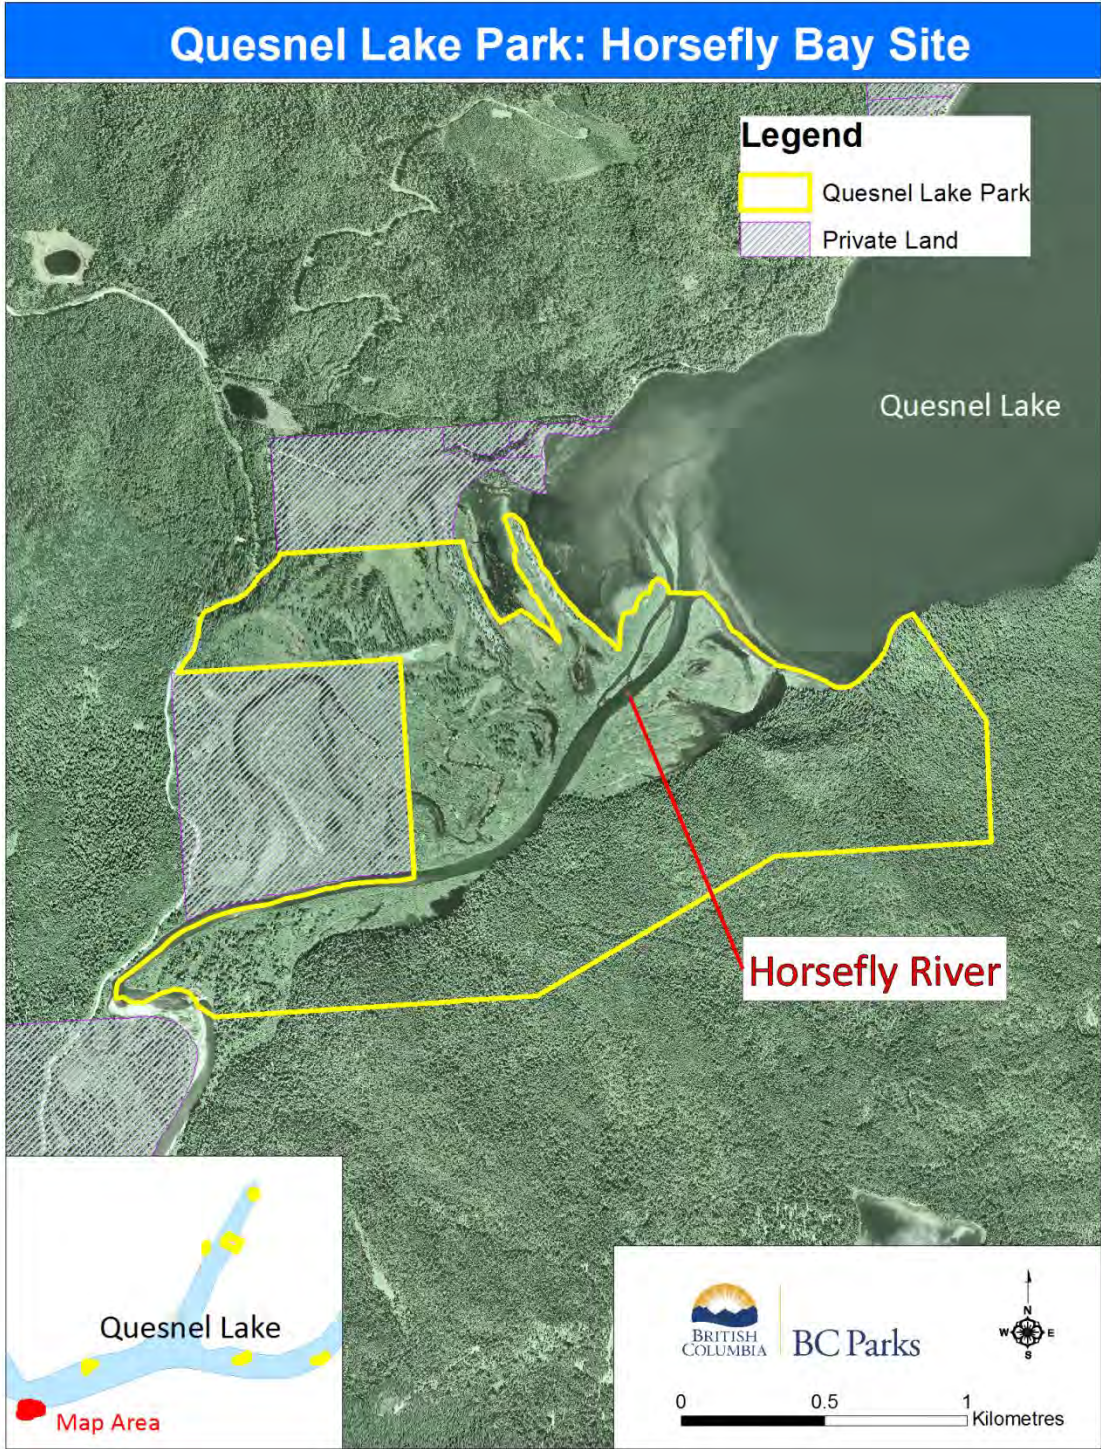 Quesnel Lake Park: Horsefly Bay Site
Legend
Quesnel Lake Park
Private Land
Quesnel Lake
Horsefly River
Quesnel Lake
Map Area
BRITISH
COLUMBIA
BC Parks
N
W E
S
0 0.5 1
Kilometres